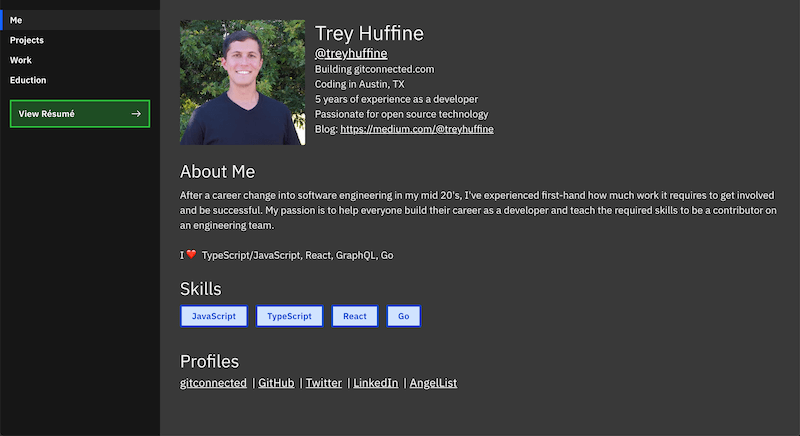 Me
Projects
Work
Eduction
View Résumé
Trey Huffine
@treyhuffine
Building gitconnected.com
Coding in Austin, TX
5 years of experience as a developer
Passionate for open source technology
Blog: https://medium.com/@treyhuffine
About Me
After a career change into software engineering in my mid 20's, I've experienced first-hand how much work it requires to get involved
and be successful. My passion is to help everyone build their career as a developer and teach the required skills to be a contributor on
an engineering team.
I ❤️ TypeScript/JavaScript, React, GraphQL, Go
Skills
JavaScript TypeScript React Go
Profiles
gitconnected | GitHub | Twitter | LinkedIn | AngelList